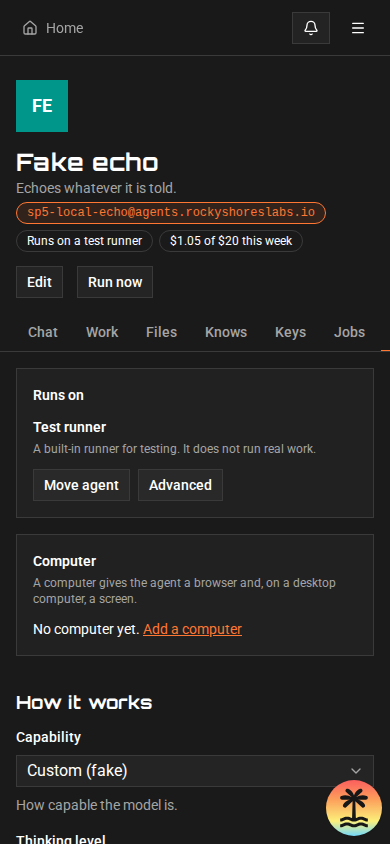 Home
FE
Fake echo
Echoes whatever it is told.
sp5-local-echo@agents.rockyshoreslabs.io
Runs on a test runner
$1.05 of $20 this week
Edit
Run now
Chat
Work
Files
Knows
Keys
Jobs
Runs on
Test runner
A built-in runner for testing. It does not run real work.
Move agent
Advanced
Computer
A computer gives the agent a browser and, on a desktop
computer, a screen.
No computer yet. Add a computer
How it works
Capability
Custom (fake)
How capable the model is.
Thinking level